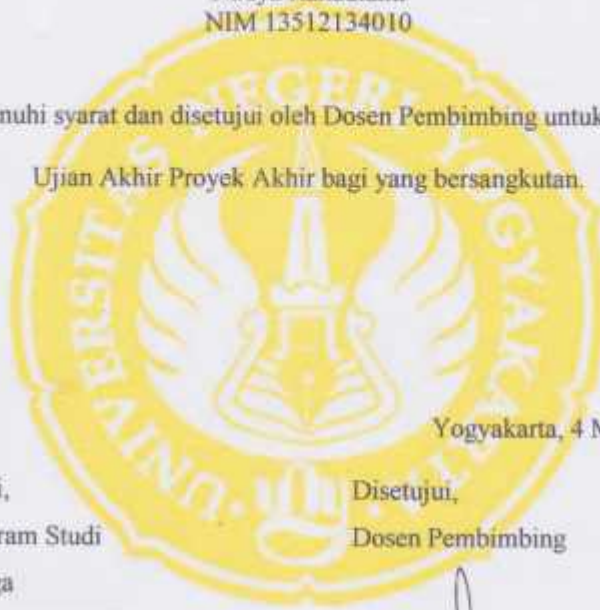 NIM 13512134010
nuhi syarat dan disetujui oleh Dosen Pembimbing untuk
Ujian Akhir Proyek Akhir bagi yang bersangkutan.
UNIVERSITAS NEGERI YOGYAKARTA
Yogyakarta, 4 M
i,
Disetujui,
ram Studi
Dosen Pembimbing
ga